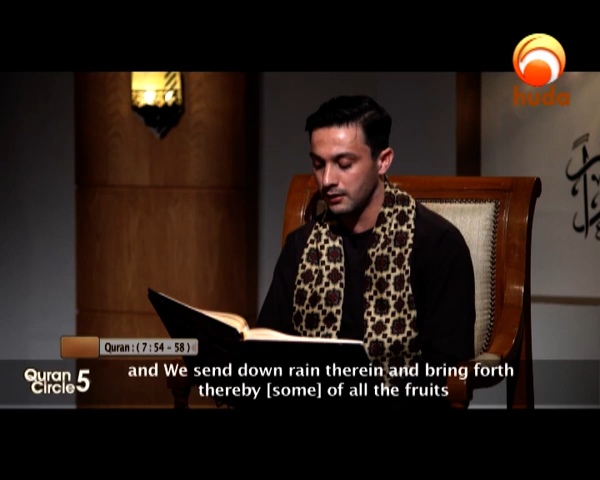 huda
Quran : ( 7 : 54 - 58 )
Quran
Circle 5
and We send down rain therein and bring forth
thereby [some] of all the fruits